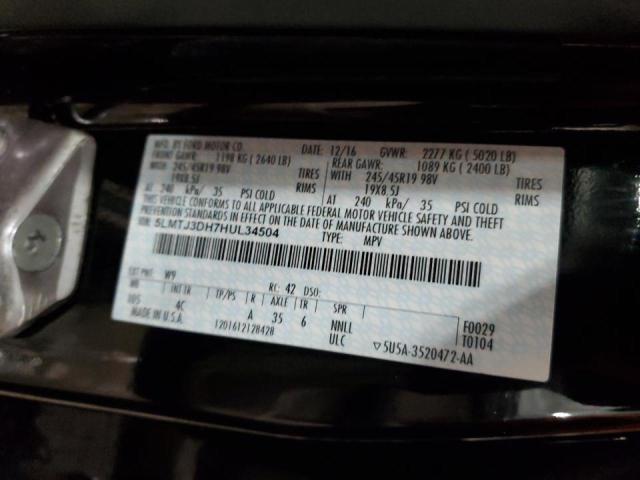 MFD. BY FORD MOTOR CO. DATE: 12/16 GVWR: 2277 KG ( 5020 LB)
FRONT GAWR: 1198 KG ( 2640 LB) REAR GAWR: 1089 KG ( 2400 LB)
WITH 245/45R19 98V TIRES WITH 245/45R19 98V TIRES
19X8.5J RIMS 19X8.5J RIMS
AT 240 kPa/ 35 PSI COLD AT 240 kPa/ 35 PSI COLD
THIS VEHICLE CONFORMS TO ALL APPLICABLE FEDERAL MOTOR VEHICLE SAFETY AND THEFT
PREVENTION STANDARDS IN EFFECT ON THE DATE OF MANUFACTURE SHOWN ABOVE.
VIN: 5LMTJ3DH7HUL34504 TYPE: MPV
EXT PNT: W9 RC: 42 DSO:
WB INT TR TP/PS R AXLE TR SPR
105 4C A 35 6 NNLL F0029
MADE IN U.S.A. 1201612128428 ULC ▽5U5A-3520472-AA T0104